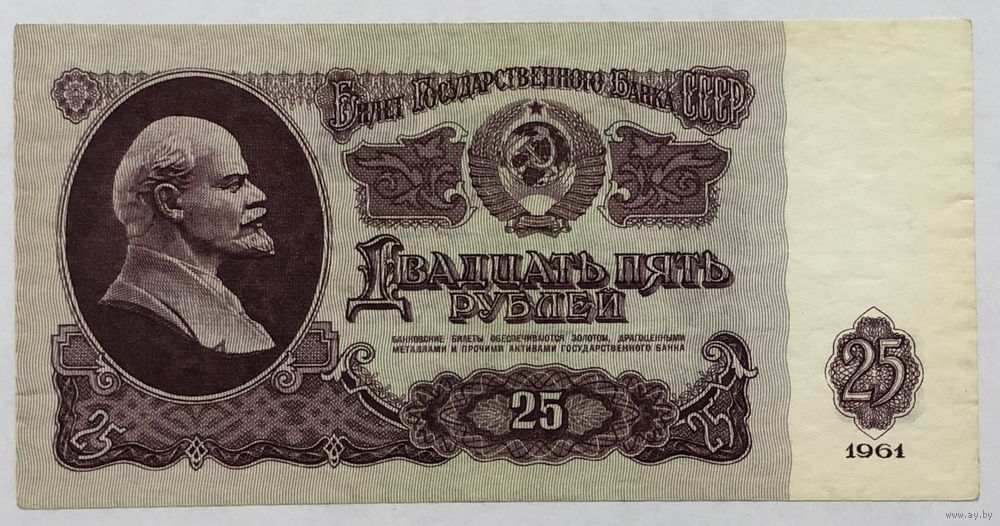 Билет Государственного Банка СССР
Двадцать пять
рублей
БАНКОВСКИЕ БИЛЕТЫ ОБЕСПЕЧИВАЮТСЯ ЗОЛОТОМ, ДРАГОЦЕННЫМИ
МЕТАЛЛАМИ И ПРОЧИМИ АКТИВАМИ ГОСУДАРСТВЕННОГО БАНКА
25
25
25
25
1961
www.ay.by